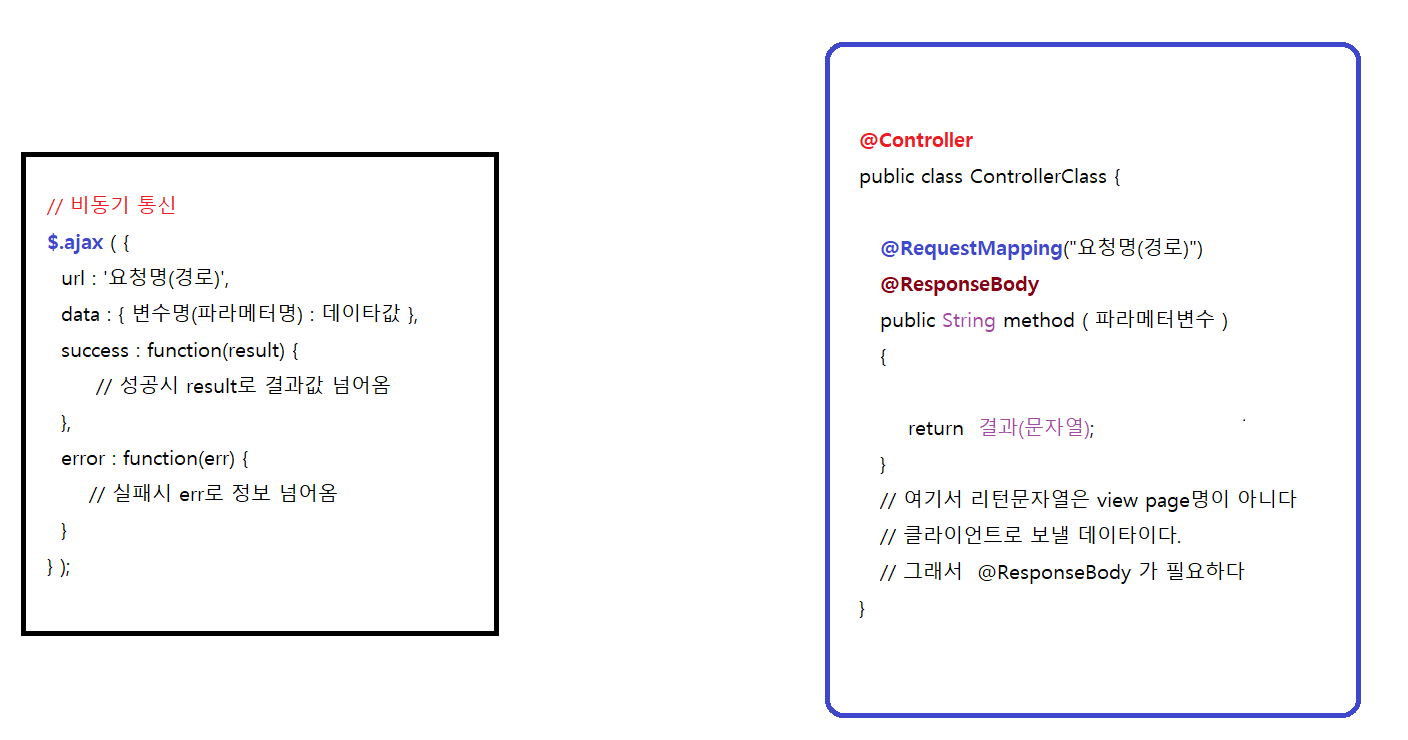 // 비동기 통신
$.ajax ( {
url : '요청명(경로)',
data : { 변수명(파라메터명) : 데이타값 },
success : function(result) {
// 성공시 result로 결과값 넘어옴
},
error : function(err) {
// 실패시 err로 정보 넘어옴
}
} );
@Controller
public class ControllerClass {
@RequestMapping("요청명(경로)")
@ResponseBody
public String method ( 파라메터변수 )
{
return 결과(문자열);
}
// 여기서 리턴문자열은 view page명이 아니다
// 클라이언트로 보낼 데이타이다.
// 그래서 @ResponseBody 가 필요하다
}